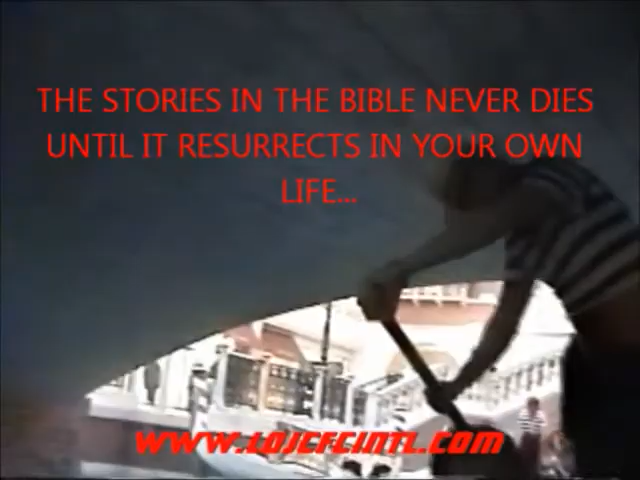 THE STORIES IN THE BIBLE NEVER DIES
UNTIL IT RESURRECTS IN YOUR OWN
LIFE...
WWW.LOJCFCINTL.COM